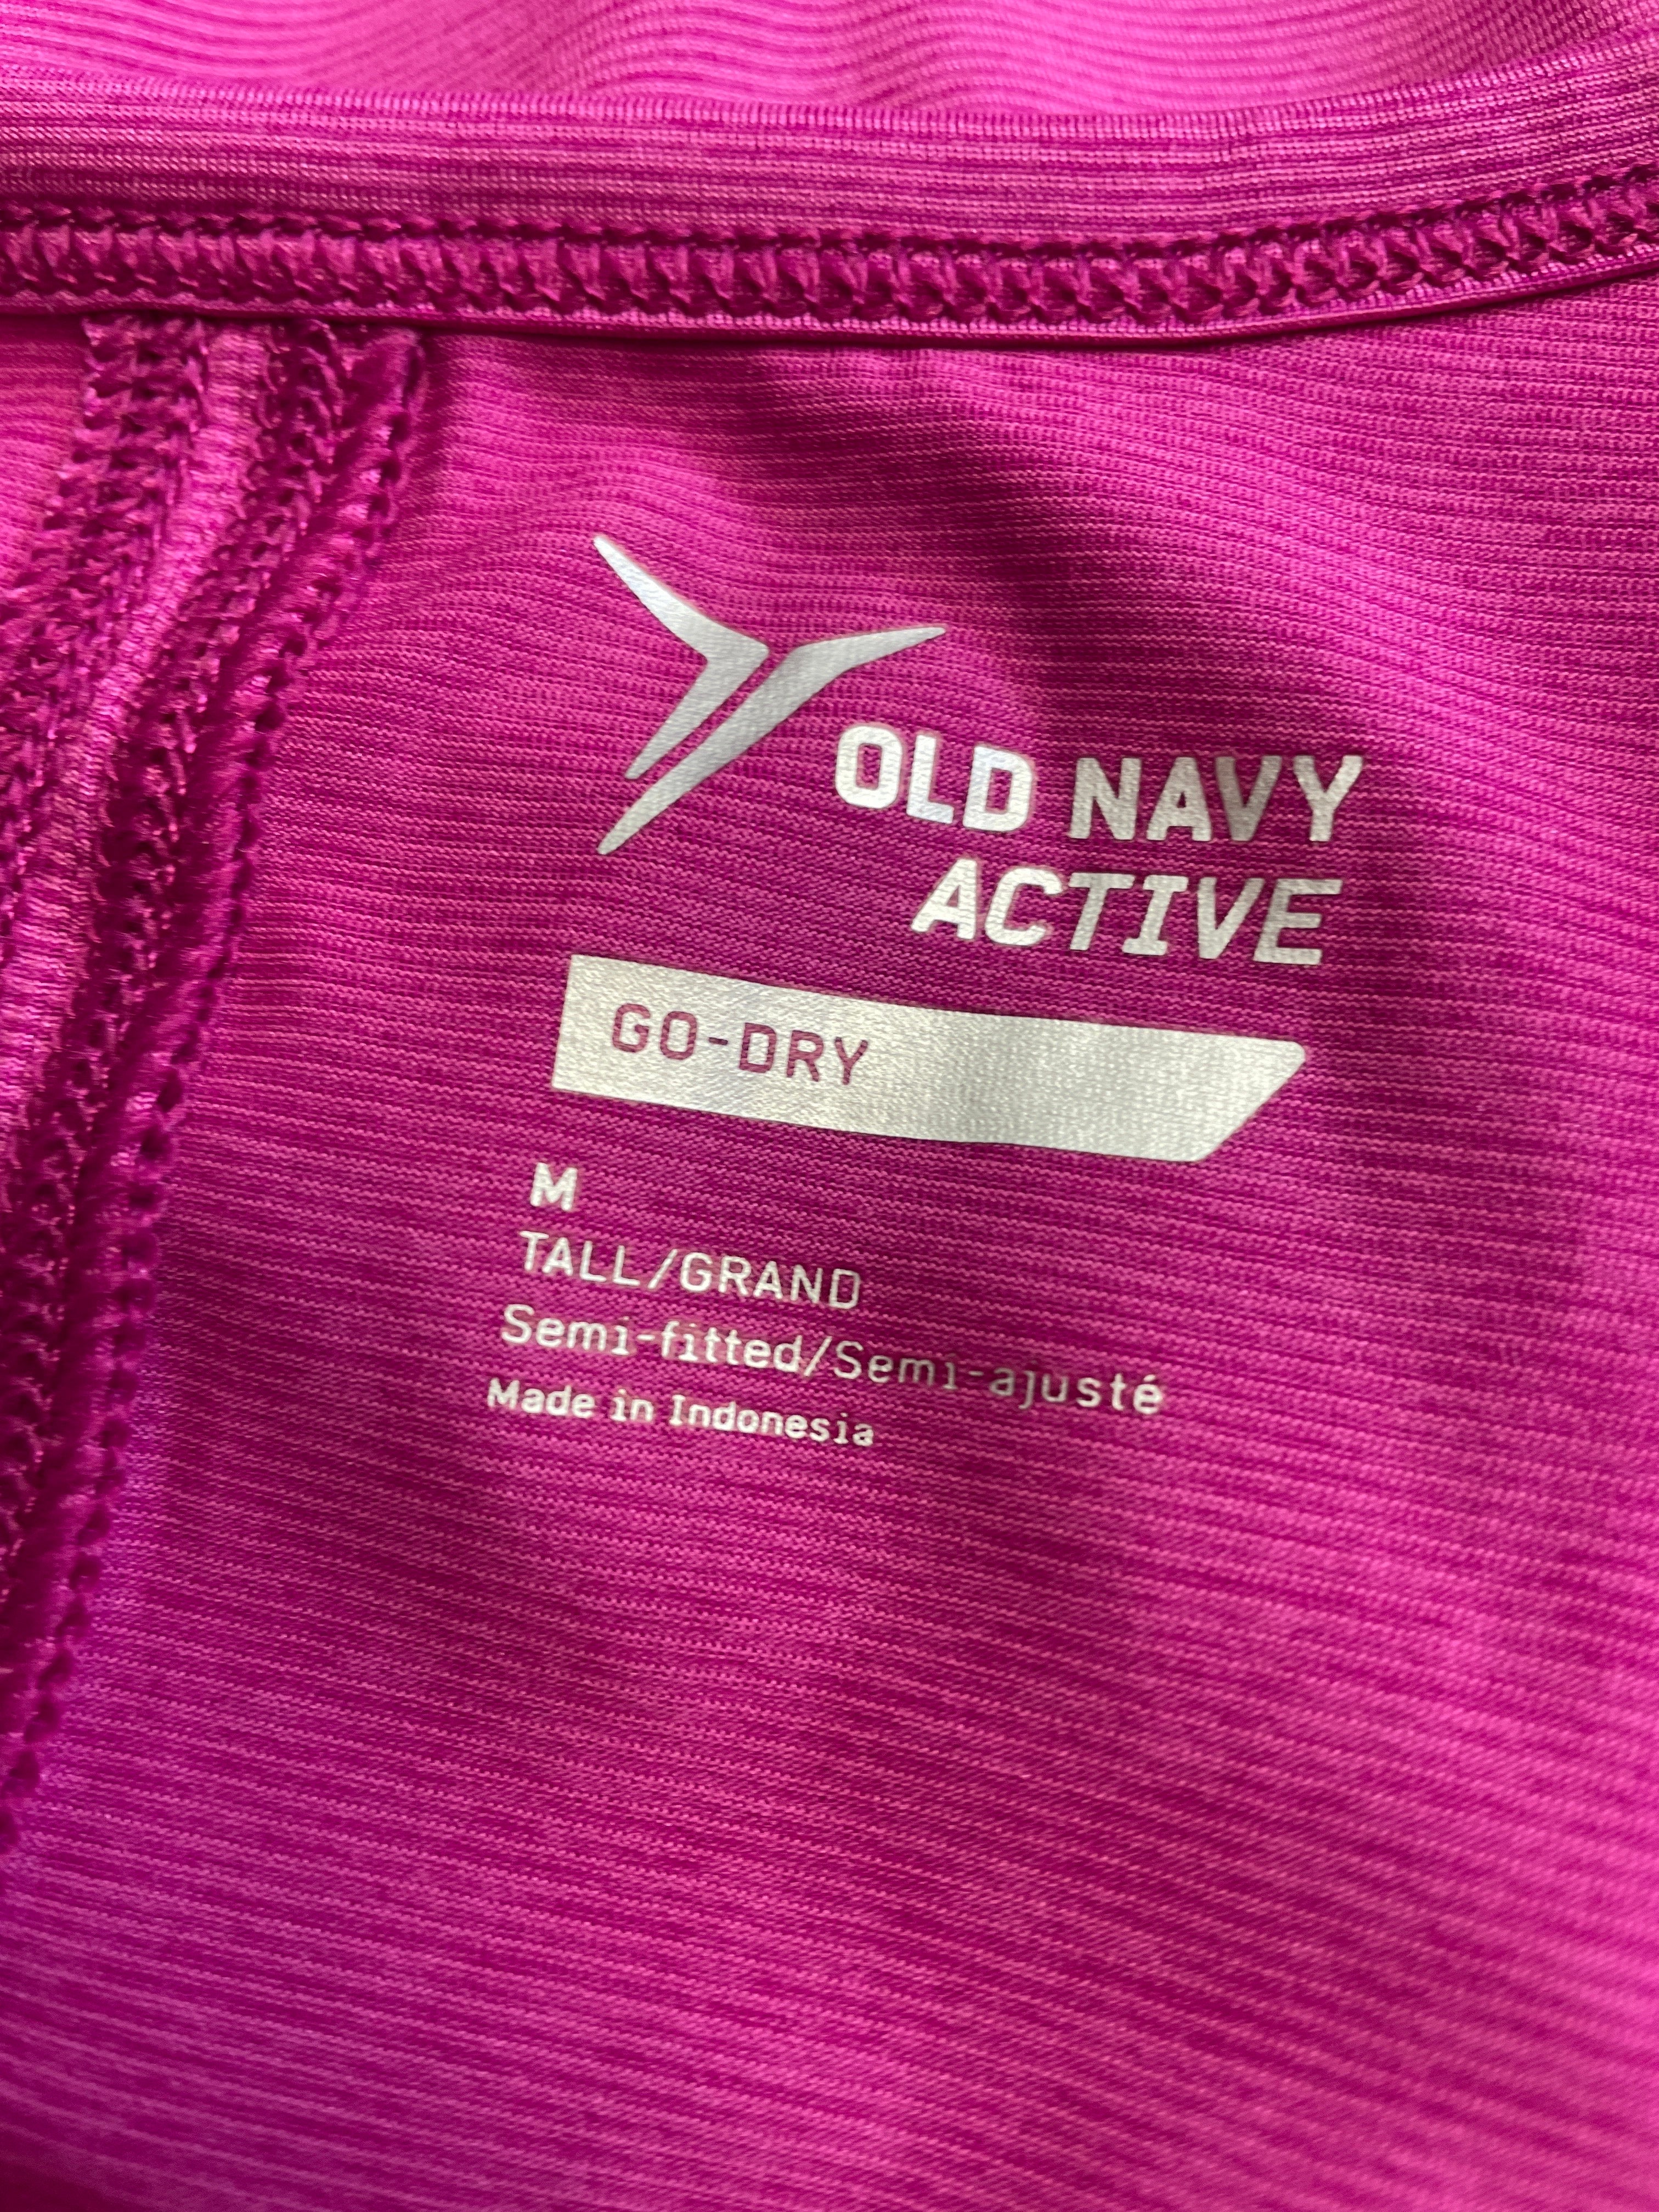 OLD NAVY
ACTIVE
GO-DRY
M
TALL/GRAND
Semi-fitted/Semi-ajusté
Made in Indonesia